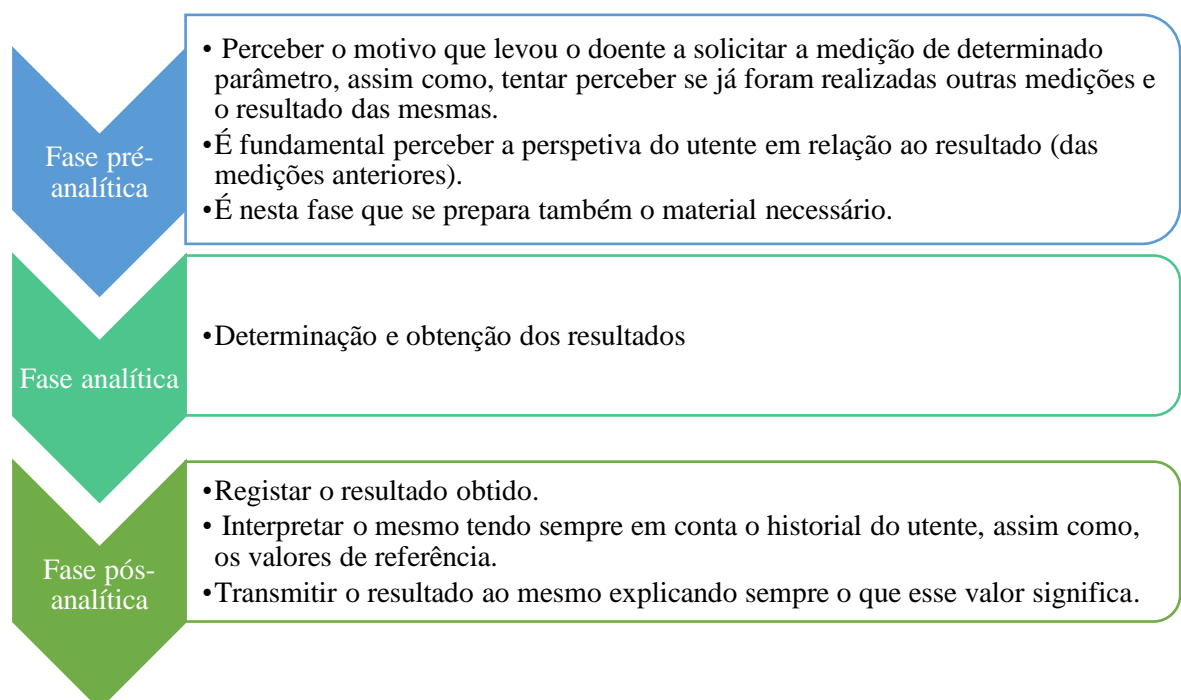 Fase pré-
analítica
• Perceber o motivo que levou o doente a solicitar a medição de determinado
parâmetro, assim como, tentar perceber se já foram realizadas outras medições e
o resultado das mesmas.
•É fundamental perceber a perspetiva do utente em relação ao resultado (das
medições anteriores).
•É nesta fase que se prepara também o material necessário.
Fase analítica
•Determinação e obtenção dos resultados
Fase pós-
analítica
•Registar o resultado obtido.
• Interpretar o mesmo tendo sempre em conta o historial do utente, assim como,
os valores de referência.
•Transmitir o resultado ao mesmo explicando sempre o que esse valor significa.